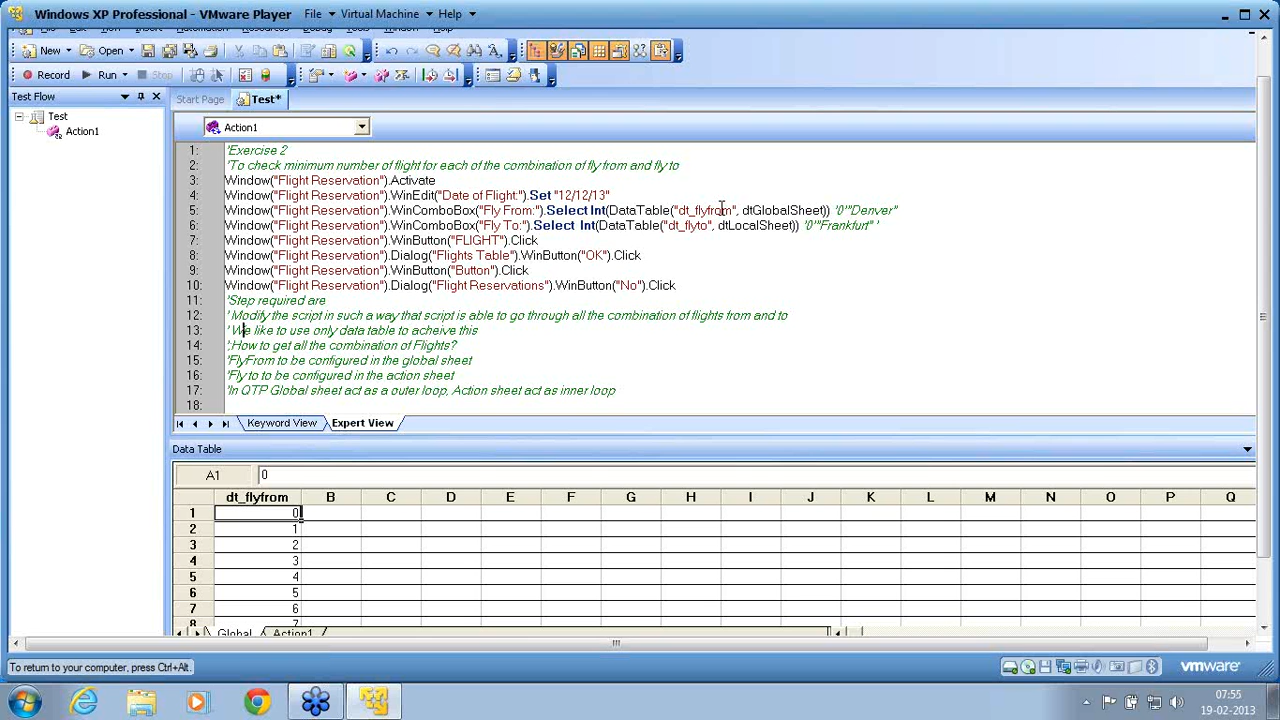 Windows XP Professional - VMware Player File Virtual Machine Help
New Open
Record Run Stop
Test Flow
Start Page Test*
Test
Action1
Action1
1: 'Exercise 2
2: 'To check minimum number of flight for each of the combination of fly from and fly to
3: Window("Flight Reservation").Activate
4: Window("Flight Reservation").WinEdit("Date of Flight:").Set "12/12/13"
5: Window("Flight Reservation").WinComboBox("Fly From:").Select Int(DataTable("dt_flyfrom", dtGlobalSheet)) '0'"Denver"
6: Window("Flight Reservation").WinComboBox("Fly To:").Select Int(DataTable("dt_flyto", dtLocalSheet)) '0'"Frankfurt" '
7: Window("Flight Reservation").WinButton("FLIGHT").Click
8: Window("Flight Reservation").Dialog("Flights Table").WinButton("OK").Click
9: Window("Flight Reservation").WinButton("Button").Click
10: Window("Flight Reservation").Dialog("Flight Reservations").WinButton("No").Click
11: 'Step required are
12: ' Modify the script in such a way that script is able to go through all the combination of flights from and to
13: ' We like to use only data table to acheive this
14: '.How to get all the combination of Flights?
15: 'FlyFrom to be configured in the global sheet
16: 'Fly to to be configured in the action sheet
17: 'In QTP Global sheet act as a outer loop, Action sheet act as inner loop
18:
Keyword View Expert View
Data Table
A1 0
dt_flyfrom B C D E F G H I J K L M N O P Q
1 0
2 1
3 2
4 3
5 4
6 5
7 6
8 7
Global Action1
To return to your computer, press Ctrl+Alt.
vmware
07:55
19-02-2013